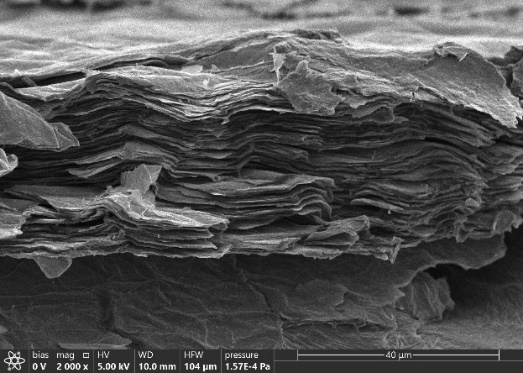 bias mag HV WD HFW pressure
0 V 2 000 x 5.00 kV 10.0 mm 104 µm 1.57E-4 Pa
40 µm